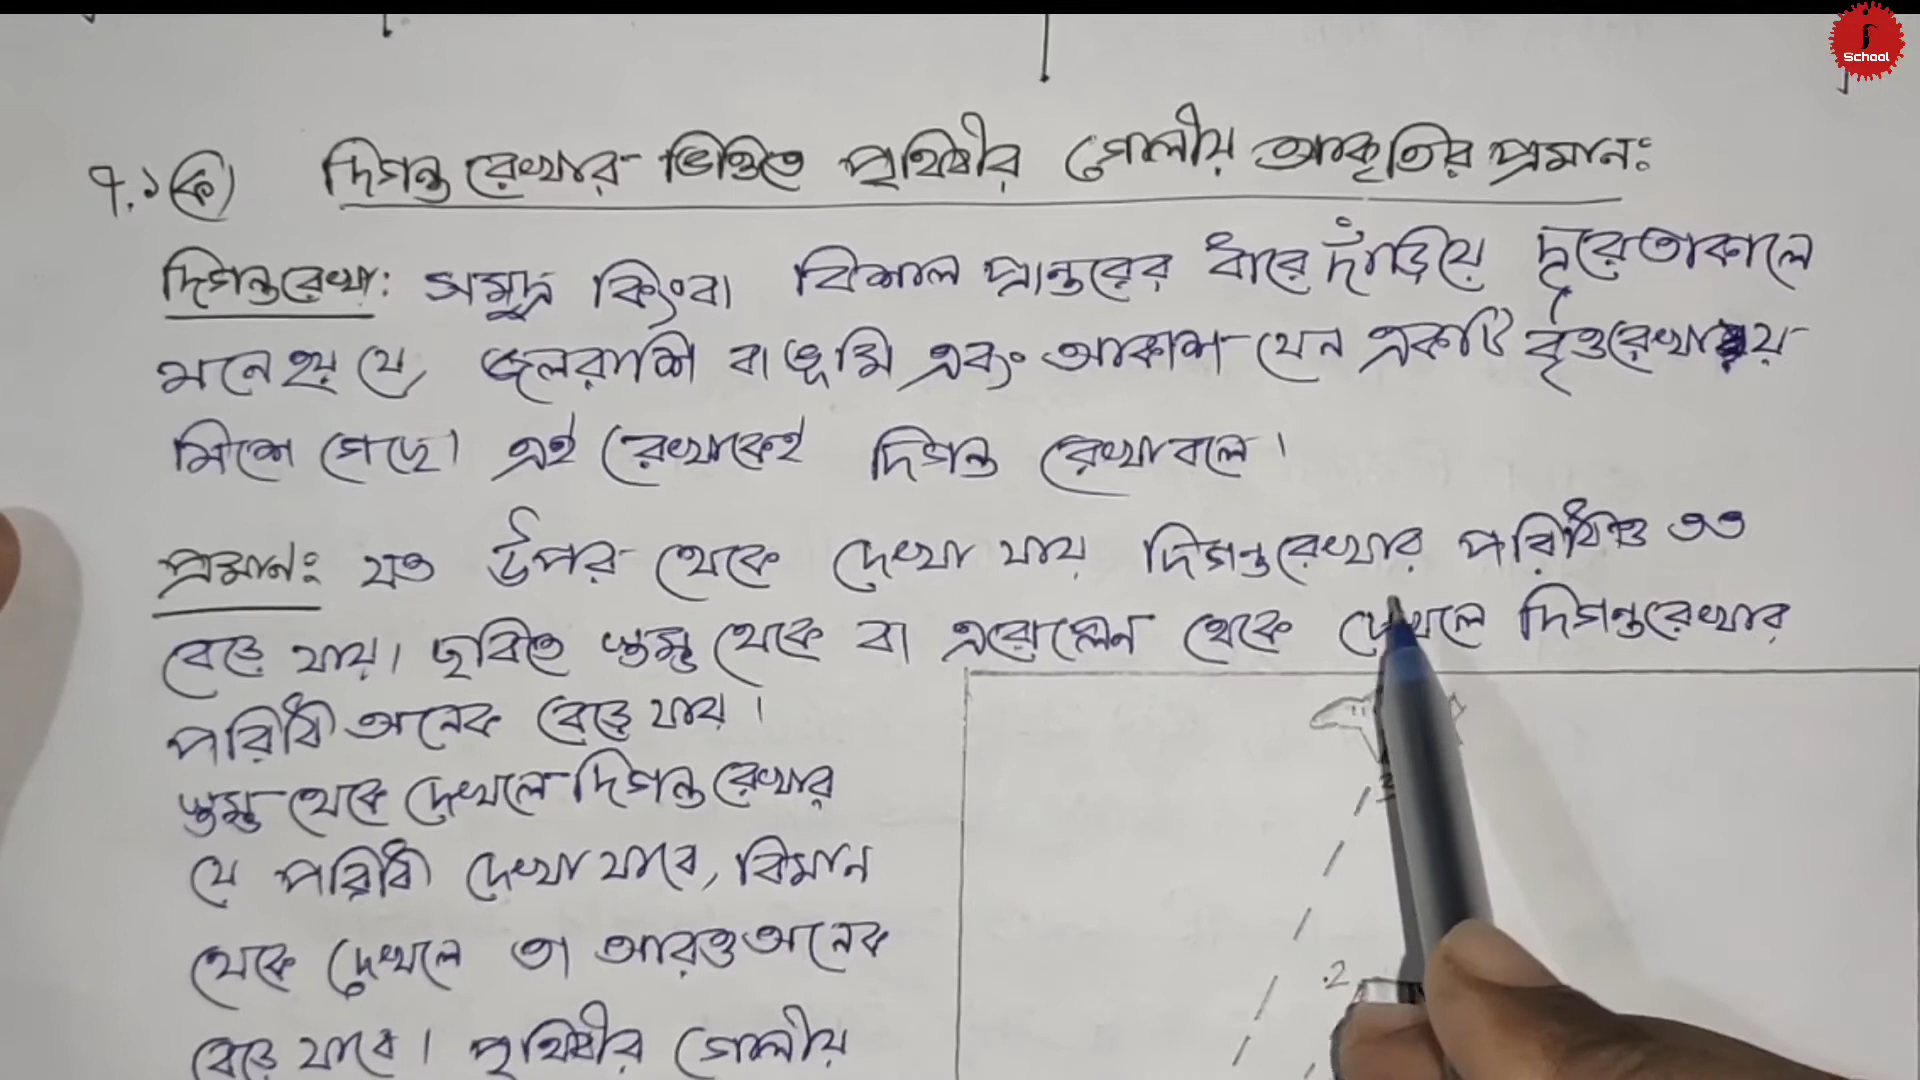 School
৭.১(ক) দিগন্ত রেখার ভিত্তিতে পৃথিবীর গোলীয় আকৃতির প্রমানঃ
দিগন্তরেখা: সমুদ্র কিংবা বিশাল প্রান্তরের ধারে দাঁড়িয়ে দূরে তাকালে
মনে হয় যে, জলরাশি বা ভূমি এবং আকাশ যেন একটি বৃত্তরেখায়
মিশে গেছে। এই রেখাকেই দিগন্ত রেখা বলে।
প্রমানঃ যত উপর থেকে দেখা যায় দিগন্তরেখার পরিধিও তত
বেড়ে যায়। ছবিতে স্তম্ভ থেকে বা এরোপ্লেন থেকে দেখলে দিগন্তরেখার
পরিধি অনেক বেড়ে যায়।
স্তম্ভ থেকে দেখলে দিগন্ত রেখার
যে পরিধি দেখা যাবে, বিমান
থেকে দেখলে তা আরও অনেক
বেড়ে যাবে। পৃথিবীর গোলীয়
2